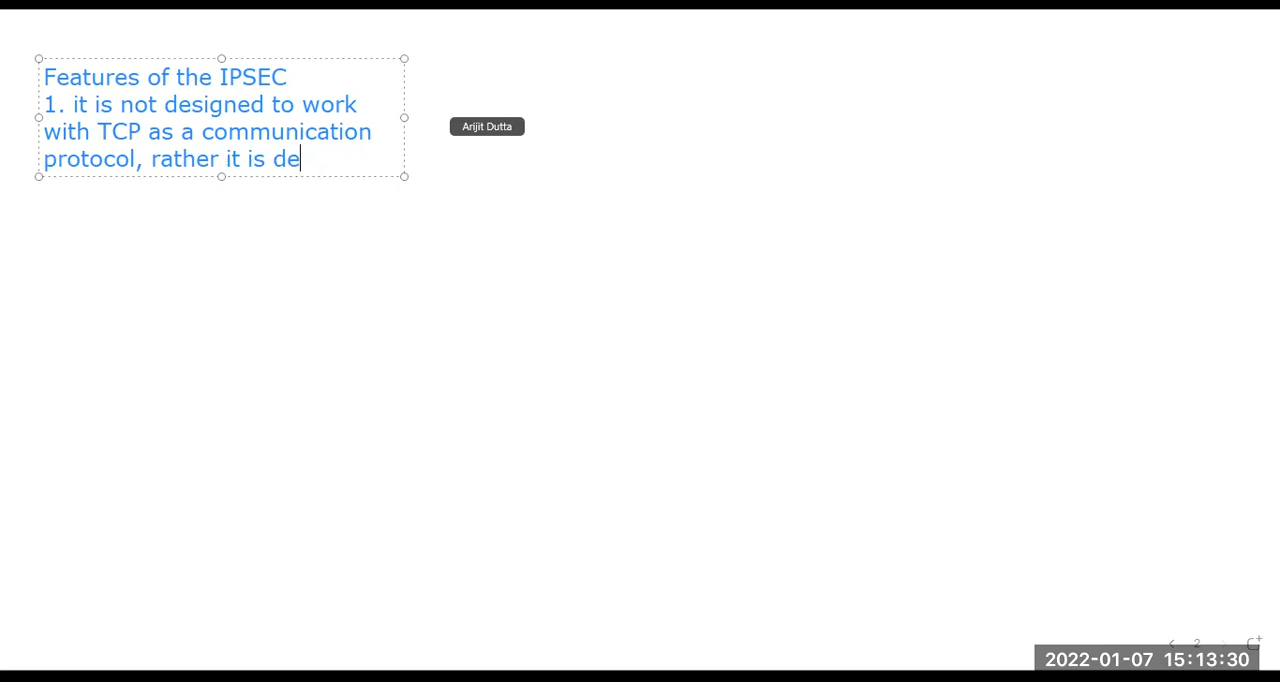 Features of the IPSEC
1. it is not designed to work
with TCP as a communication
protocol, rather it is de
Arijit Dutta
2
2022-01-07 15:13:30